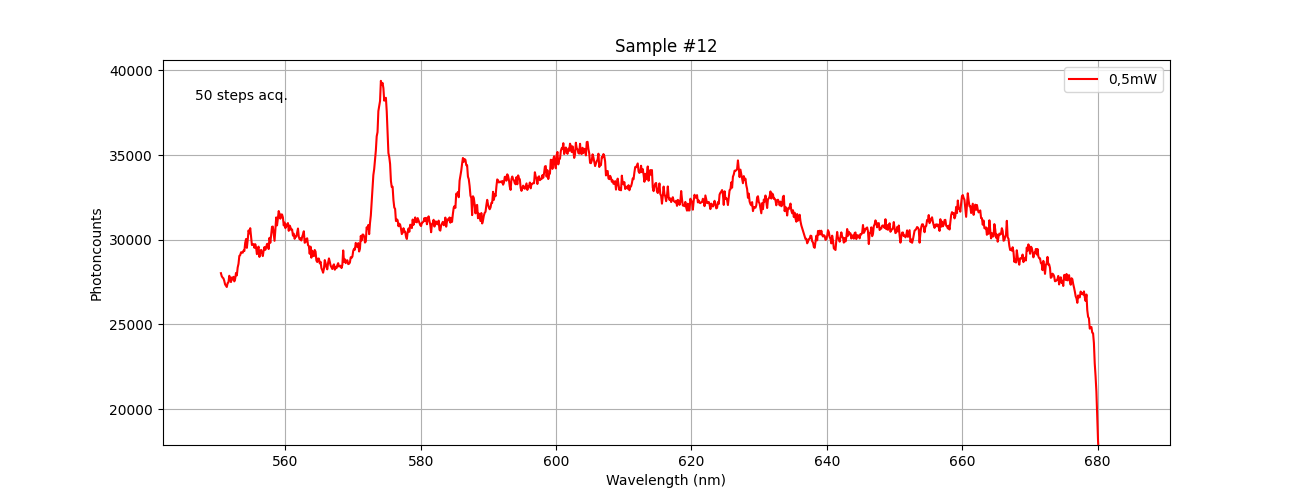 Sample #12
40000
35000
30000
25000
20000
Photoncounts
50 steps acq.
0,5mW
560 580 600 620 640 660 680
Wavelength (nm)